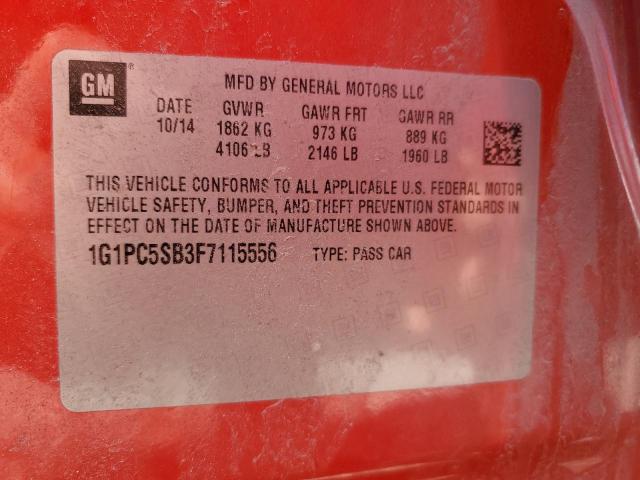 GM
MFD BY GENERAL MOTORS LLC
DATE GVWR GAWR FRT GAWR RR
10/14 1862 KG 973 KG 889 KG
4106 LB 2146 LB 1960 LB
THIS VEHICLE CONFORMS TO ALL APPLICABLE U.S. FEDERAL MOTOR
VEHICLE SAFETY, BUMPER, AND THEFT PREVENTION STANDARDS IN
EFFECT ON THE DATE OF MANUFACTURE SHOWN ABOVE.
1G1PC5SB3F7115556 TYPE: PASS CAR